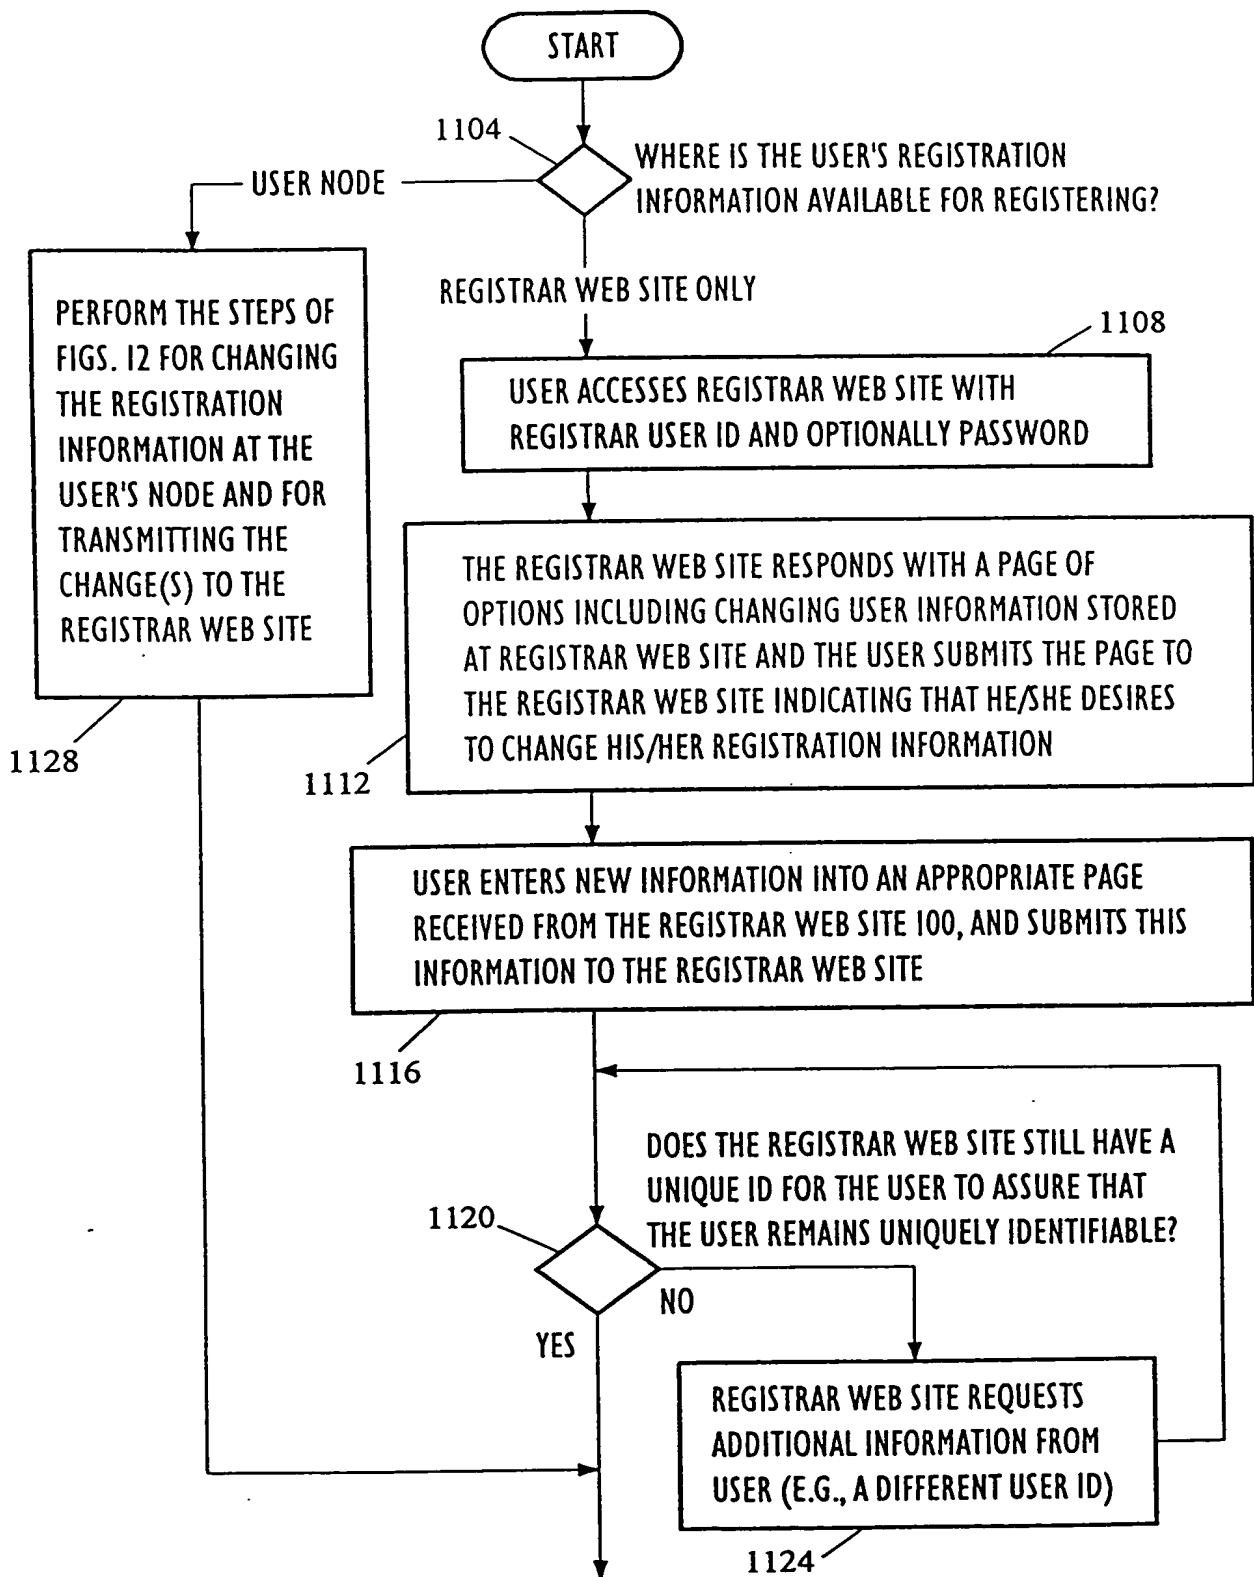 START
1104
WHERE IS THE USER'S REGISTRATION
INFORMATION AVAILABLE FOR REGISTERING?
USER NODE
REGISTRAR WEB SITE ONLY
PERFORM THE STEPS OF
FIGS. 12 FOR CHANGING
THE REGISTRATION
INFORMATION AT THE
USER'S NODE AND FOR
TRANSMITTING THE
CHANGE(S) TO THE
REGISTRAR WEB SITE
1128
1108
USER ACCESSES REGISTRAR WEB SITE WITH
REGISTRAR USER ID AND OPTIONALLY PASSWORD
THE REGISTRAR WEB SITE RESPONDS WITH A PAGE OF
OPTIONS INCLUDING CHANGING USER INFORMATION STORED
AT REGISTRAR WEB SITE AND THE USER SUBMITS THE PAGE TO
THE REGISTRAR WEB SITE INDICATING THAT HE/SHE DESIRES
TO CHANGE HIS/HER REGISTRATION INFORMATION
1112
USER ENTERS NEW INFORMATION INTO AN APPROPRIATE PAGE
RECEIVED FROM THE REGISTRAR WEB SITE 100, AND SUBMITS THIS
INFORMATION TO THE REGISTRAR WEB SITE
1116
DOES THE REGISTRAR WEB SITE STILL HAVE A
UNIQUE ID FOR THE USER TO ASSURE THAT
THE USER REMAINS UNIQUELY IDENTIFIABLE?
1120
NO
YES
REGISTRAR WEB SITE REQUESTS
ADDITIONAL INFORMATION FROM
USER (E.G., A DIFFERENT USER ID)
1124